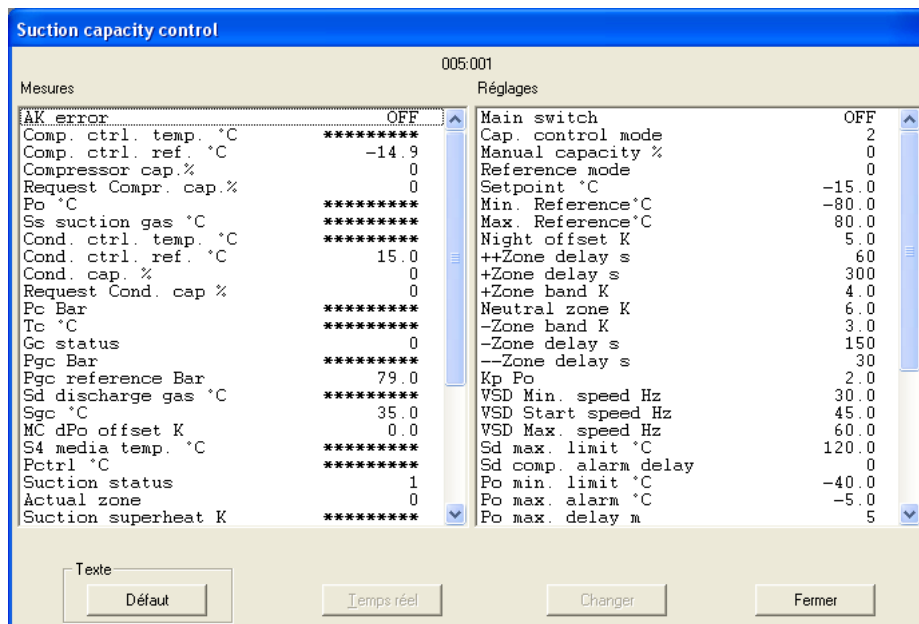 Suction capacity control
005:001
Mesures
AK error OFF
Comp. ctrl. temp. °C *********
Comp. ctrl. ref. °C -14.9
Compressor cap.% 0
Request Compr. cap.% 0
Po °C *********
Ss suction gas °C *********
Cond. ctrl. temp. °C *********
Cond. ctrl. ref. °C 15.0
Cond. cap. % 0
Request Cond. cap % 0
Pc Bar *********
Tc °C *********
Gc status 0
Pgc Bar *********
Pgc reference Bar 79.0
Sd discharge gas °C *********
Sgc °C 35.0
MC dPo offset K 0.0
S4 media temp. °C *********
Pctrl °C *********
Suction status 1
Actual zone 0
Suction superheat K *********
Réglages
Main switch OFF
Cap. control mode 2
Manual capacity % 0
Reference mode 0
Setpoint °C -15.0
Min. Reference°C -80.0
Max. Reference°C 80.0
Night offset K 5.0
++Zone delay s 60
+Zone delay s 300
+Zone band K 4.0
Neutral zone K 6.0
-Zone band K 3.0
-Zone delay s 150
--Zone delay s 30
Kp Po 2.0
VSD Min. speed Hz 30.0
VSD Start speed Hz 45.0
VSD Max. speed Hz 60.0
Sd max. limit °C 120.0
Sd comp. alarm delay 0
Po min. limit °C -40.0
Po max. alarm °C -5.0
Po max. delay m 5
Texte
Défaut
Temps réel
Changer
Fermer